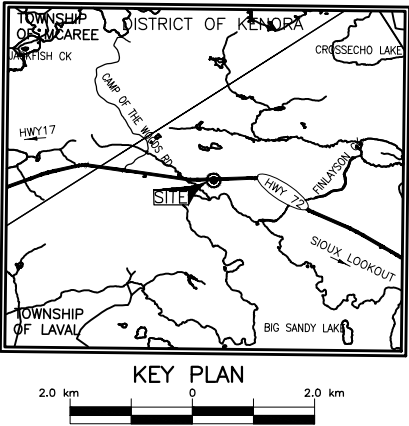 TOWNSHIP
OF MCAREE
DISTRICT OF KENORA
CROSSECHO LAKE
JACKFISH CK
CAMP OF THE WOODS RD
HWY17
FINLAYSON
HWY 72
SITE
SIOUX LOOKOUT
TOWNSHIP
OF LAVAL
BIG SANDY LAKE
KEY PLAN
2.0 km 0 2.0 km